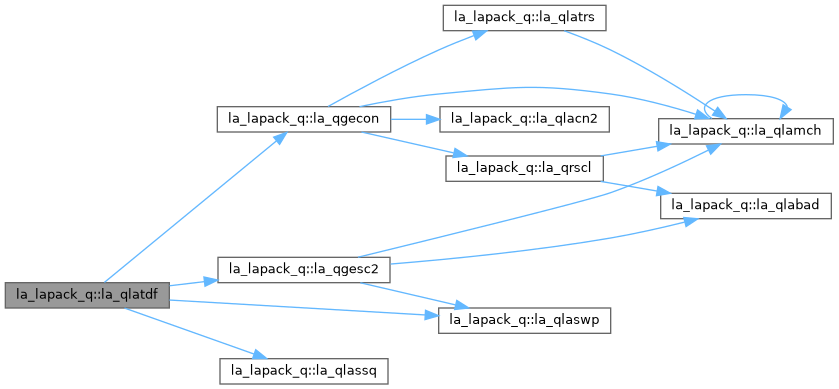 la_lapack_q::la_qlatrs
la_lapack_q::la_qgecon
la_lapack_q::la_qlacn2
la_lapack_q::la_qlamch
la_lapack_q::la_qrscl
la_lapack_q::la_qlabad
la_lapack_q::la_qgesc2
la_lapack_q::la_qlatdf
la_lapack_q::la_qlaswp
la_lapack_q::la_qlassq